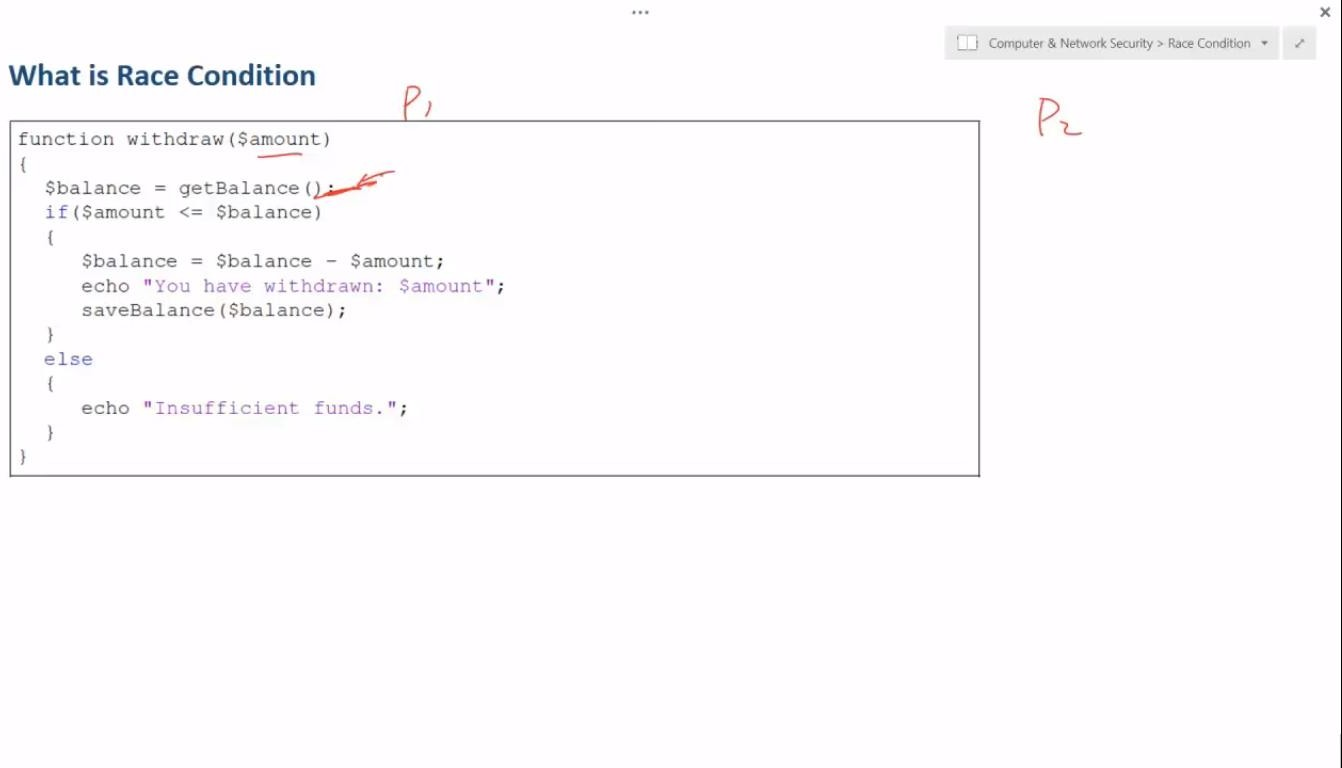 ...
Computer & Network Security > Race Condition
What is Race Condition
P1
P2
function withdraw($amount)
{
$balance = getBalance();
if($amount <= $balance)
{
$balance = $balance - $amount;
echo "You have withdrawn: $amount";
saveBalance($balance);
}
else
{
echo "Insufficient funds.";
}
}